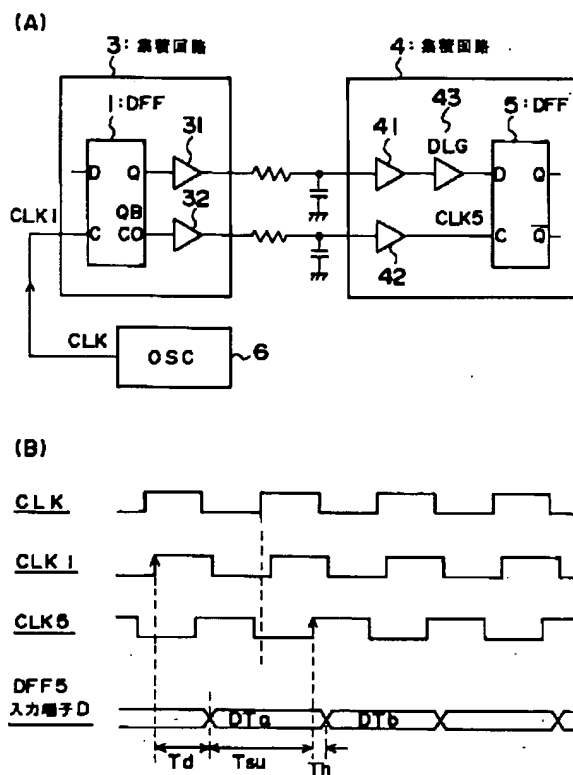 (A)
3:集積回路
4:集積回路
1:DFF
31
41
43
5:DFF
DLG
D Q
D Q
32
CLK1
QB
C CO
CLK5
C Q̅
42
CLK
OSC
6
(B)
CLK
CLK1
CLK5
DFF5
入力端子D
DTa
DTb
Td
Tsu
Th